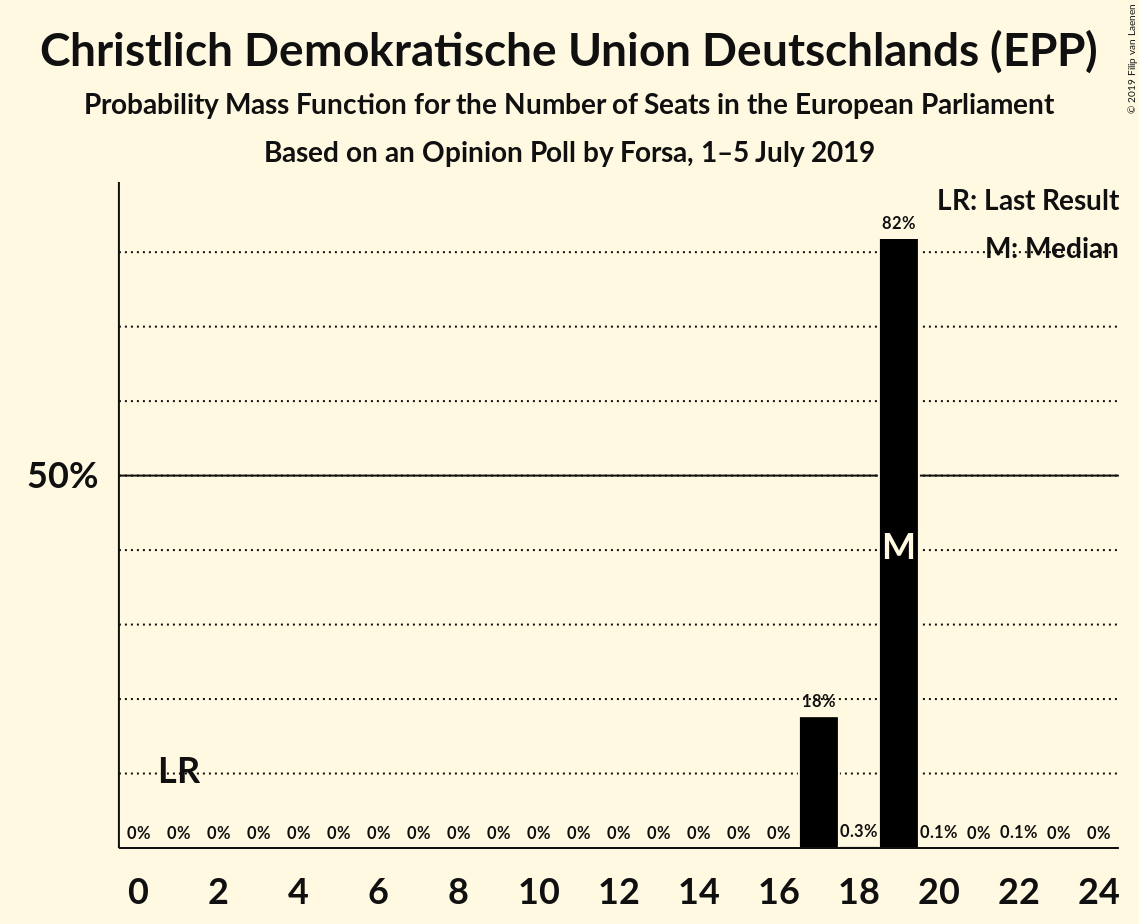 Christlich Demokratische Union Deutschlands (EPP)
Probability Mass Function for the Number of Seats in the European Parliament
Based on an Opinion Poll by Forsa, 1–5 July 2019
© 2019 Filip van Laenen
LR: Last Result
M: Median
82%
50%
M
18%
LR
0% 0% 0% 0% 0% 0% 0% 0% 0% 0% 0% 0% 0% 0% 0% 0% 0% 0.3% 0.1% 0% 0.1% 0% 0%
0 2 4 6 8 10 12 14 16 18 20 22 24